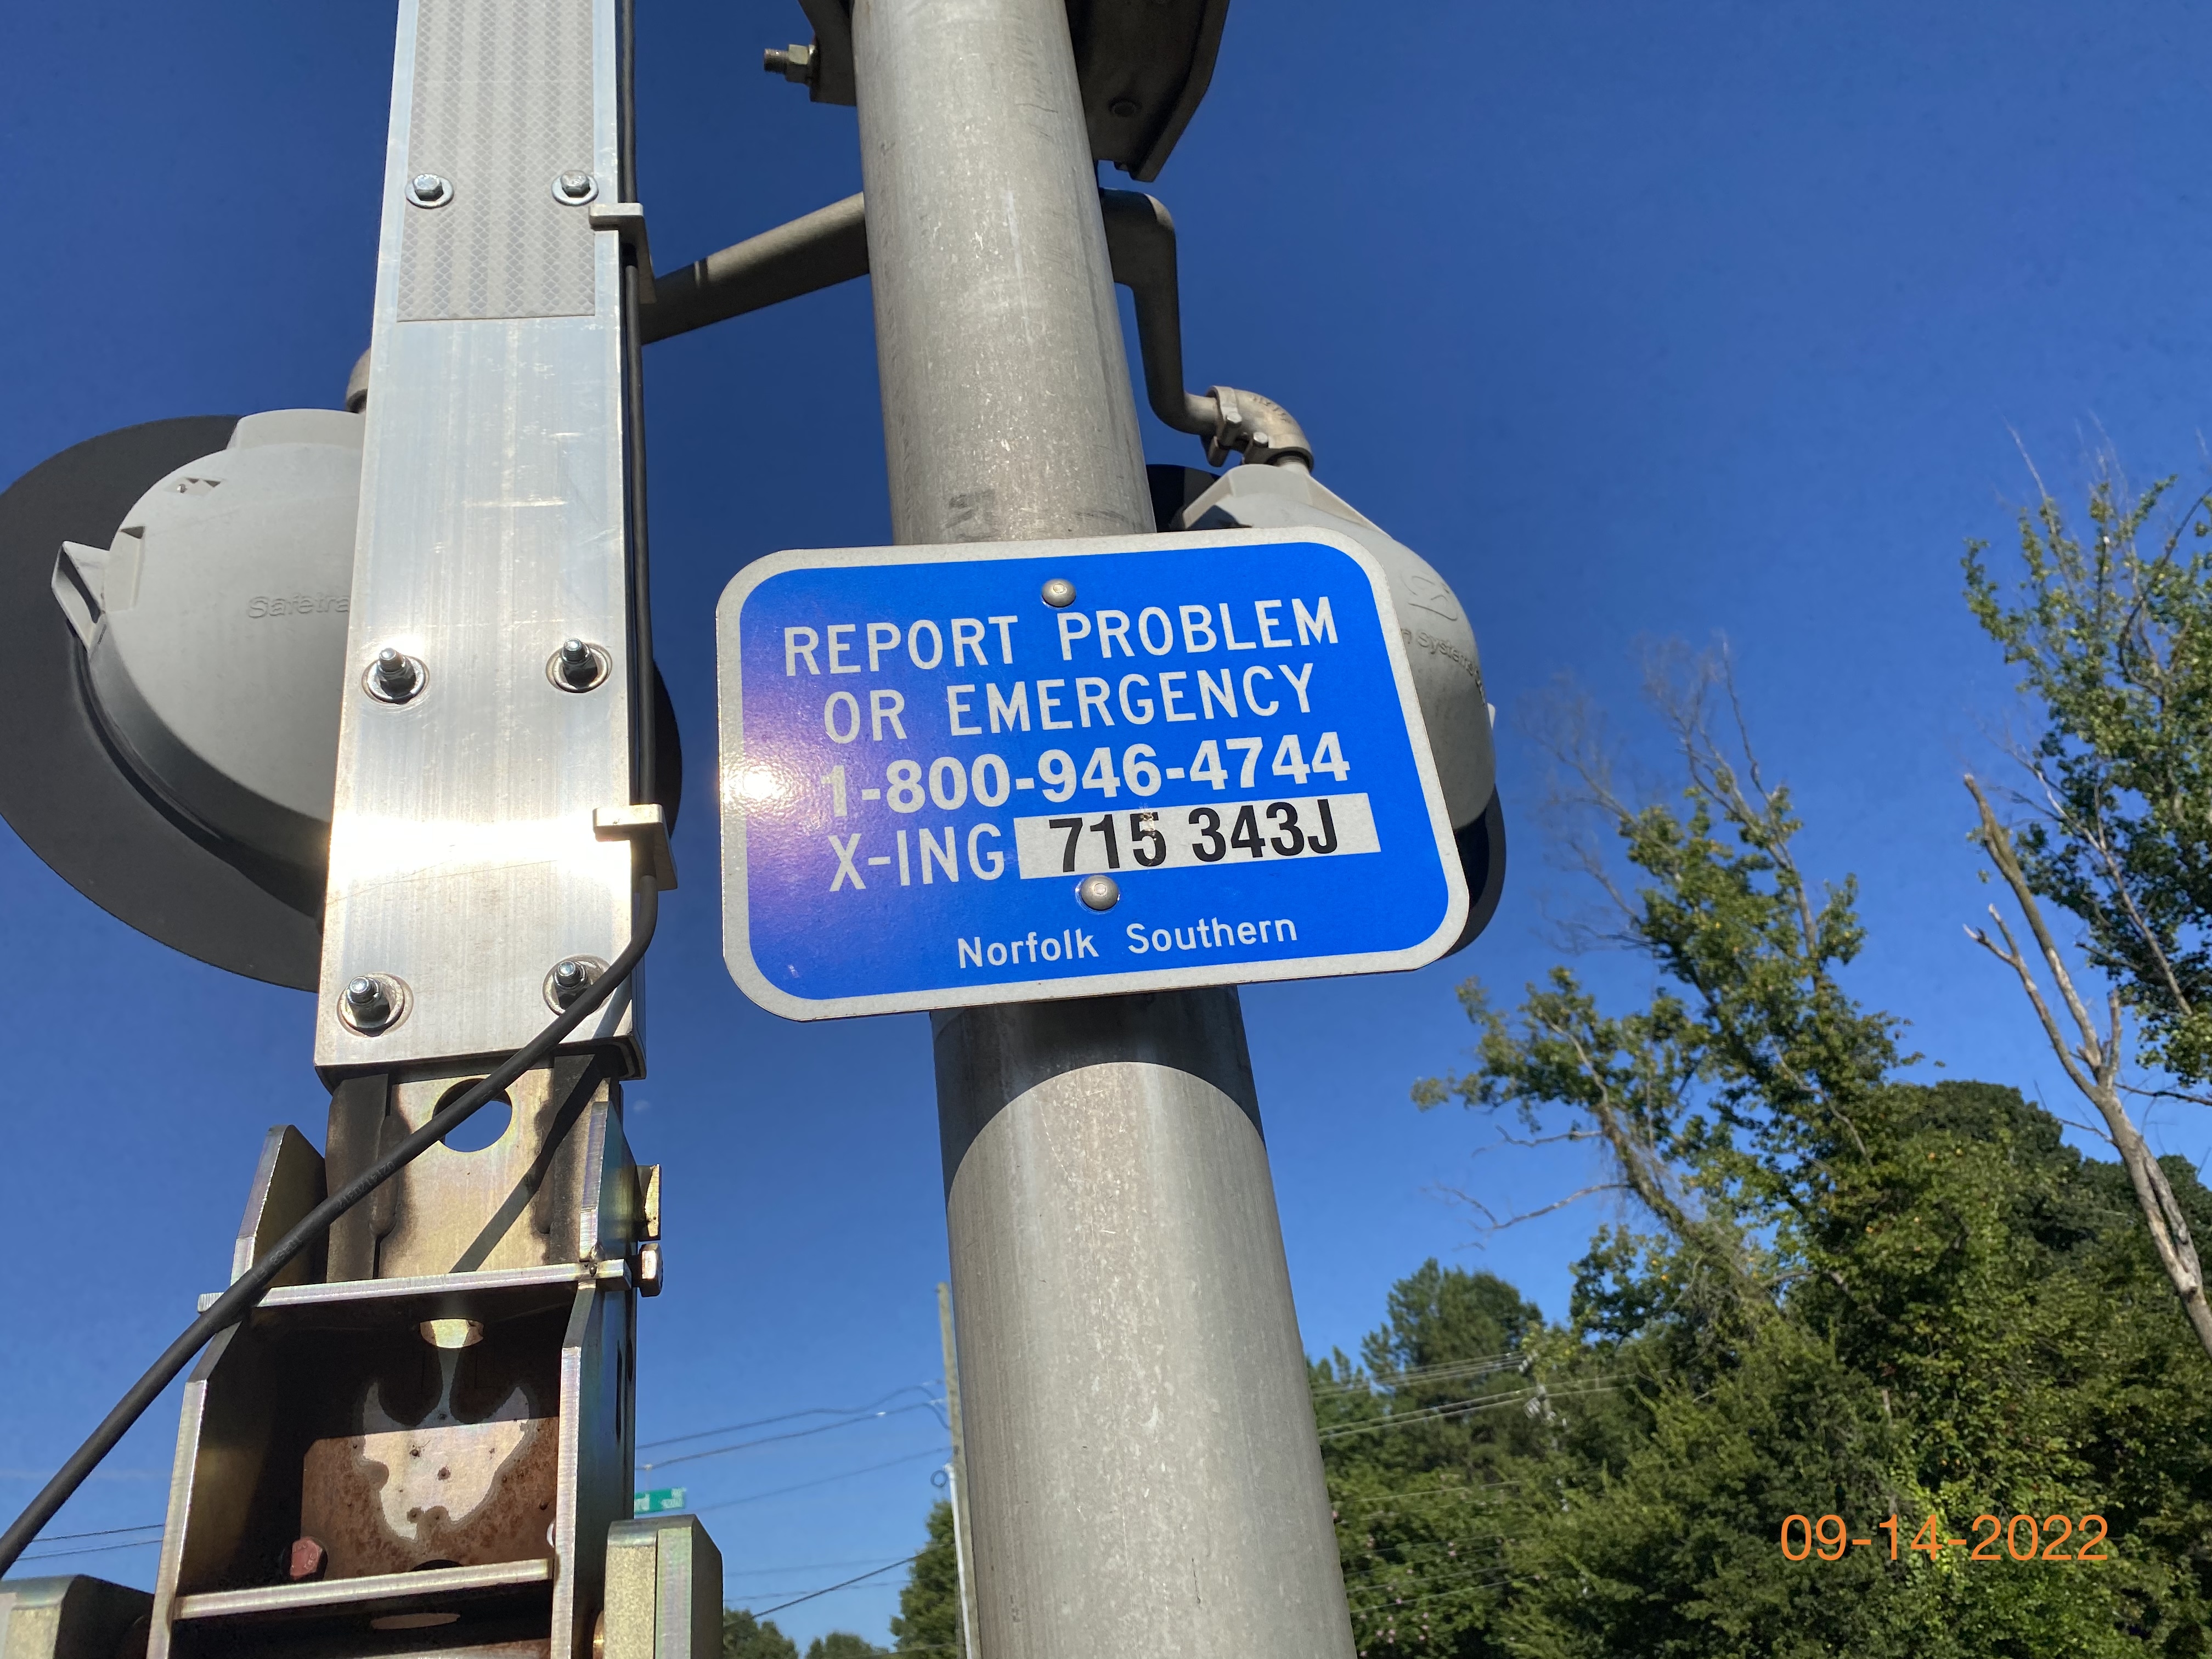 REPORT PROBLEM
OR EMERGENCY
1-800-946-4744
X-ING 715 343J
Norfolk Southern
09-14-2022